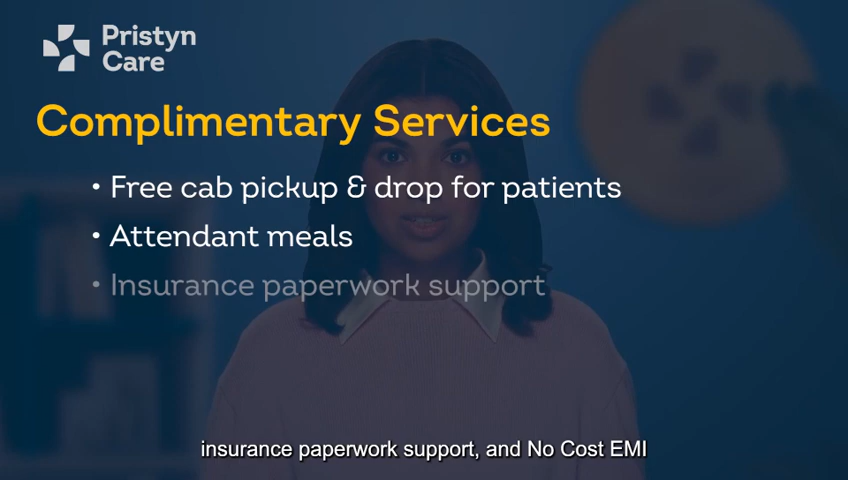 Pristyn
Care
Complimentary Services
• Free cab pickup & drop for patients
• Attendant meals
• Insurance paperwork support
insurance paperwork support, and No Cost EMI